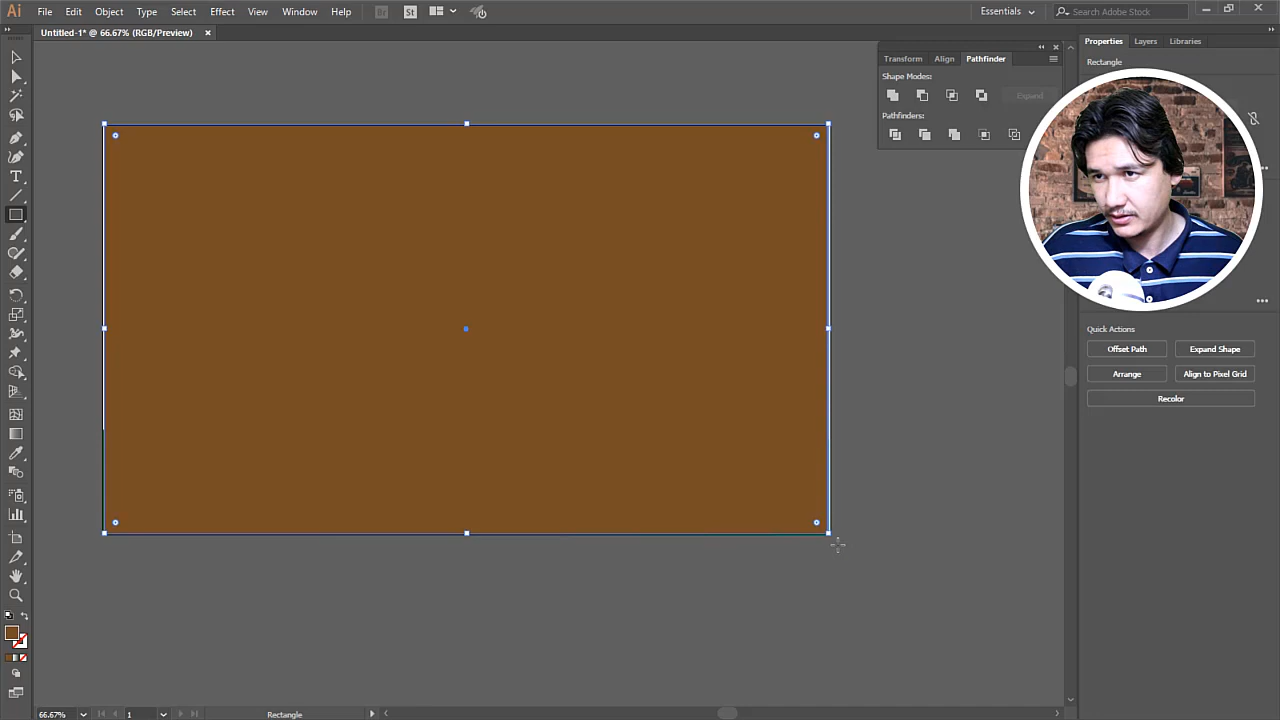 Ai File Edit Object Type Select Effect View Window Help Br St Essentials Search Adobe Stock
Untitled-1* @ 66.67% (RGB/Preview)
Properties Layers Libraries
Transform Align Pathfinder
Rectangle
Shape Modes:
Expand
Pathfinders:
Quick Actions
Offset Path Expand Shape
Arrange Align to Pixel Grid
Recolor
66.67% 1 Rectangle